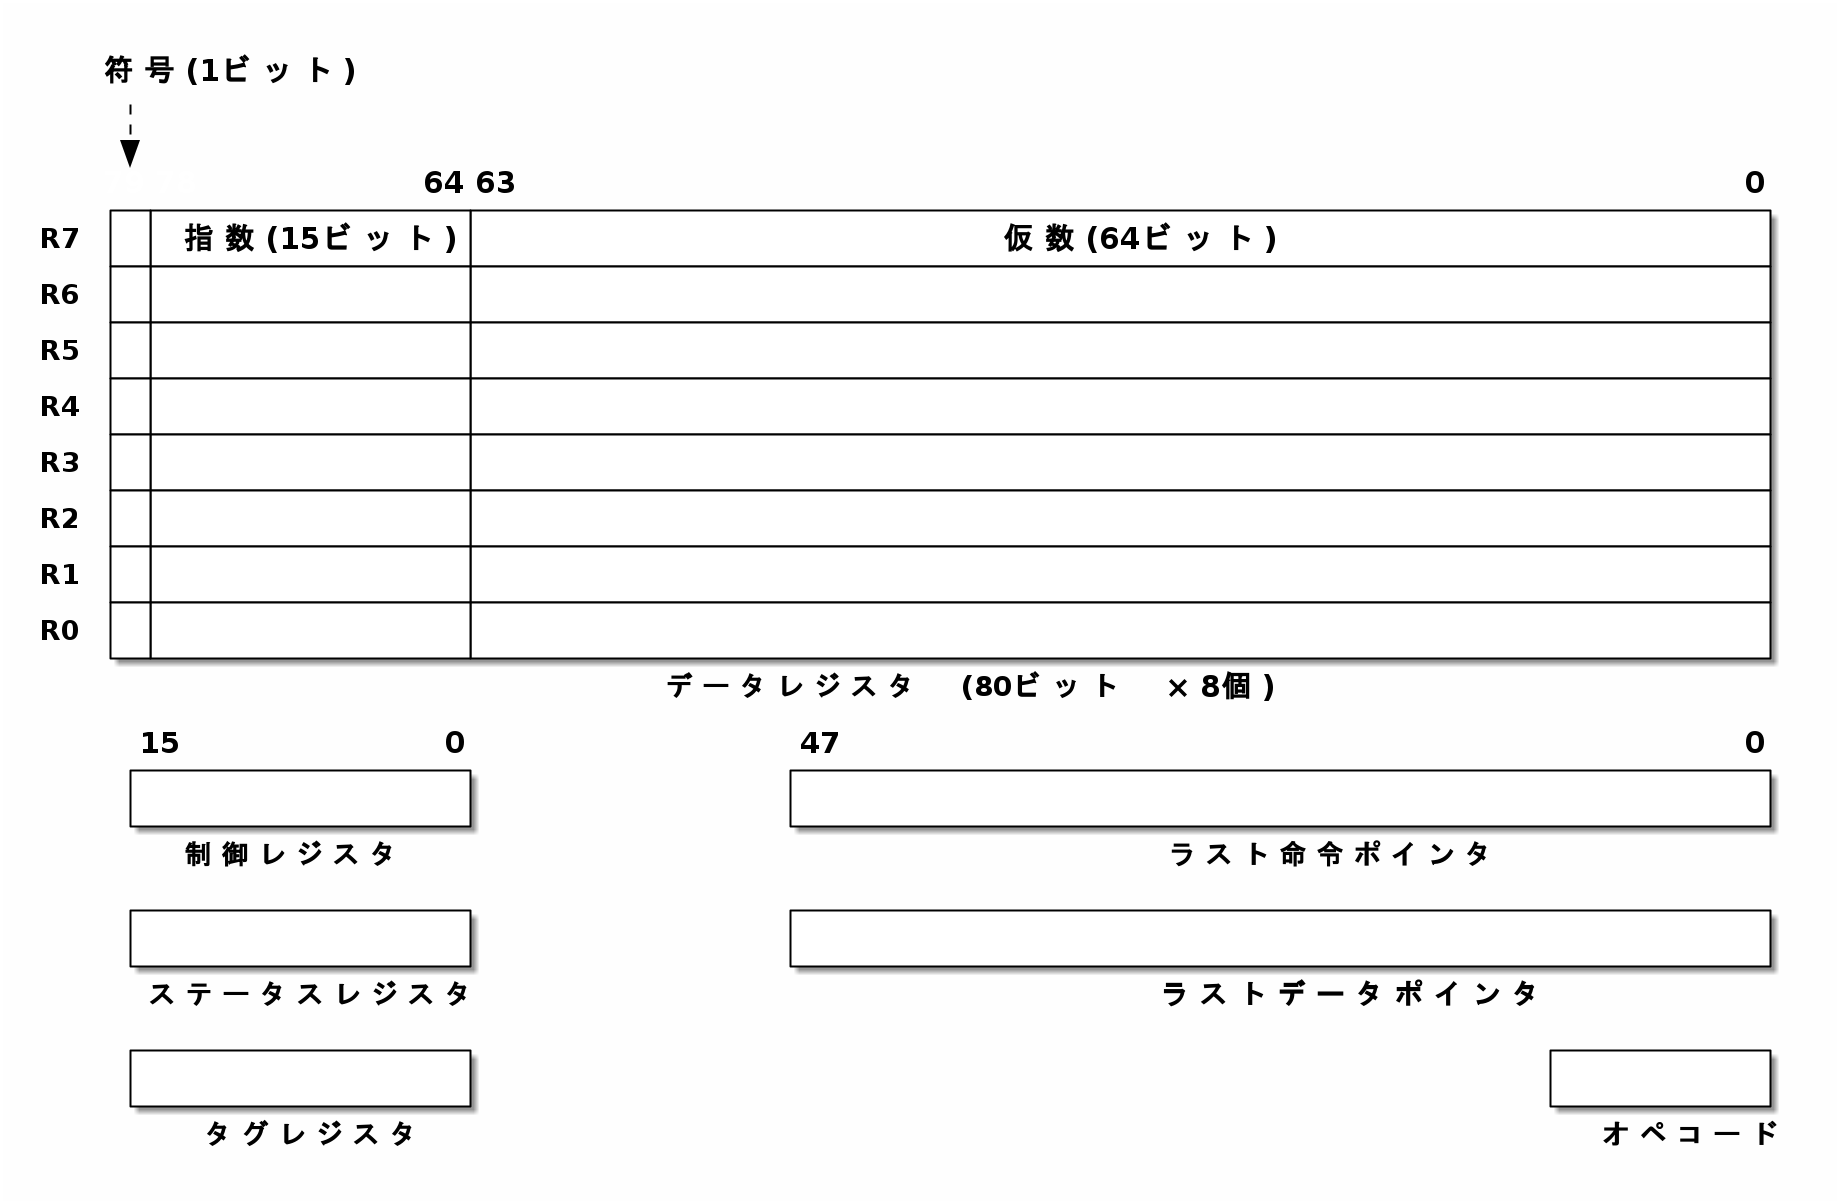 符号(1ビット)
64 63 0
R7 指数(15ビット) 仮数(64ビット)
R6
R5
R4
R3
R2
R1
R0
データレジスタ (80ビット × 8個)
15 0 47 0
制御レジスタ ラスト命令ポインタ
ステータスレジスタ ラストデータポインタ
タグレジスタ オペコード